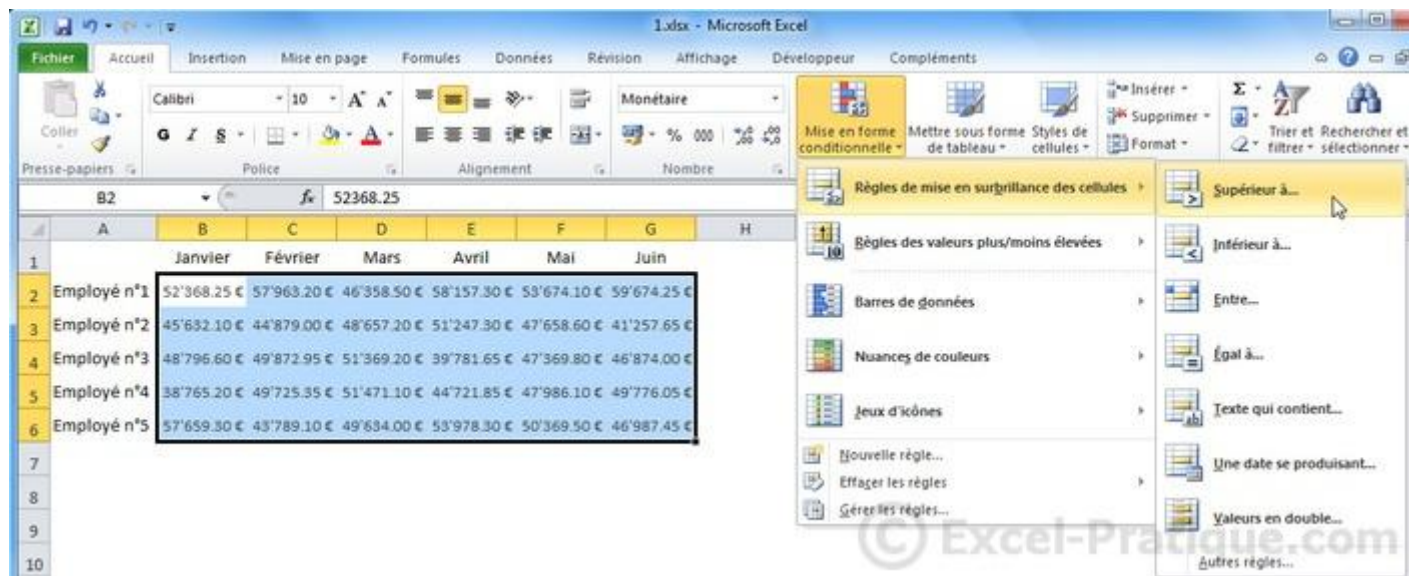 1.xlsx - Microsoft Excel
Fichier Accueil Insertion Mise en page Formules Données Révision Affichage Développeur Compléments
Coller
Calibri 10 A A
G I S A
Monétaire
% 000
Mise en forme conditionnelle
Mettre sous forme de tableau
Styles de cellules
Insérer
Supprimer
Format
Σ
Trier et filtrer
Rechercher et sélectionner
Presse-papiers Police Alignement Nombre
B2 fx 52368.25
A B C D E F G H
1 Janvier Février Mars Avril Mai Juin
2 Employé n°1 52'368.25 € 57'963.20 € 46'358.50 € 58'157.30 € 53'674.10 € 59'674.25 €
3 Employé n°2 45'632.10 € 44'879.00 € 48'657.20 € 51'247.30 € 47'658.60 € 41'257.65 €
4 Employé n°3 48'796.60 € 49'872.95 € 51'369.20 € 39'781.65 € 47'369.80 € 46'874.00 €
5 Employé n°4 38'765.20 € 49'725.35 € 51'471.10 € 44'721.85 € 47'986.10 € 49'776.05 €
6 Employé n°5 57'659.30 € 43'789.10 € 49'634.00 € 53'978.30 € 50'369.50 € 46'987.45 €
7
8
9
10
Règles de mise en surbrillance des cellules
Règles des valeurs plus/moins élevées
Barres de données
Nuances de couleurs
Jeux d'icônes
Nouvelle règle...
Effacer les règles
Gérer les règles...
Supérieur à...
Inférieur à...
Entre...
Égal à...
Texte qui contient...
Une date se produisant...
Valeurs en double...
Autres règles...
© Excel-Pratique.com